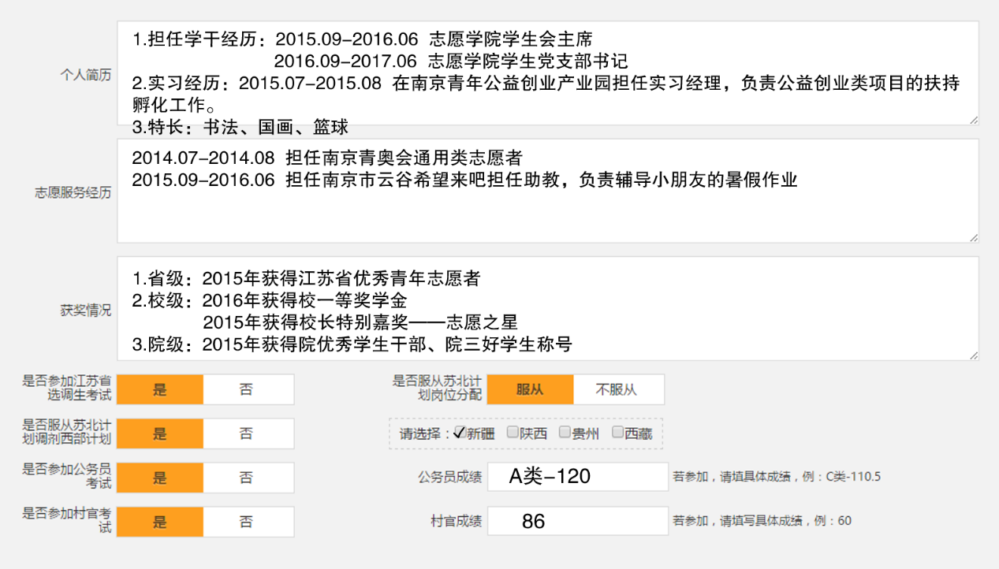 个人简历
1.担任学干经历：2015.09-2016.06 志愿学院学生会主席
2016.09-2017.06 志愿学院学生党支部书记
2.实习经历：2015.07-2015.08 在南京青年公益创业产业园担任实习经理，负责公益创业类项目的扶持
孵化工作。
3.特长：书法、国画、篮球
志愿服务经历
2014.07-2014.08 担任南京青奥会通用类志愿者
2015.09-2016.06 担任南京市云谷希望来吧担任助教，负责辅导小朋友的暑假作业
获奖情况
1.省级：2015年获得江苏省优秀青年志愿者
2.校级：2016年获得校一等奖学金
2015年获得校长特别嘉奖——志愿之星
3.院级：2015年获得院优秀学生干部、院三好学生称号
是否参加江苏省
选调生考试
是 否
是否服从苏北计
划岗位分配
服从 不服从
是否服从苏北计
划调剂西部计划
是 否
请选择：新疆 陕西 贵州 西藏
是否参加公务员
考试
是 否
公务员成绩 A类-120 若参加，请填具体成绩，例：C类-110.5
是否参加村官考
试
是 否
村官成绩 86 若参加，请填写具体成绩，例：60